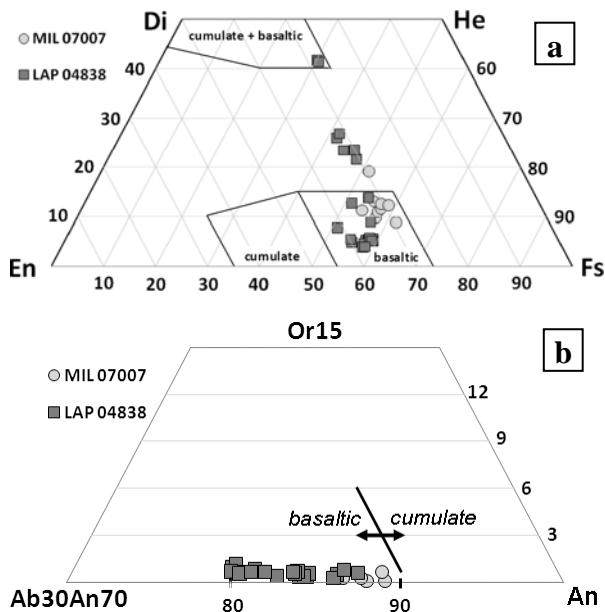 Di
He
a
MIL 07007
LAP 04838
cumulate + basaltic
40
60
30
70
20
80
10
90
cumulate
basaltic
En
Fs
10 20 30 40 50 60 70 80 90
Or15
b
MIL 07007
LAP 04838
12
9
6
basaltic cumulate
3
Ab30An70
80
90
An